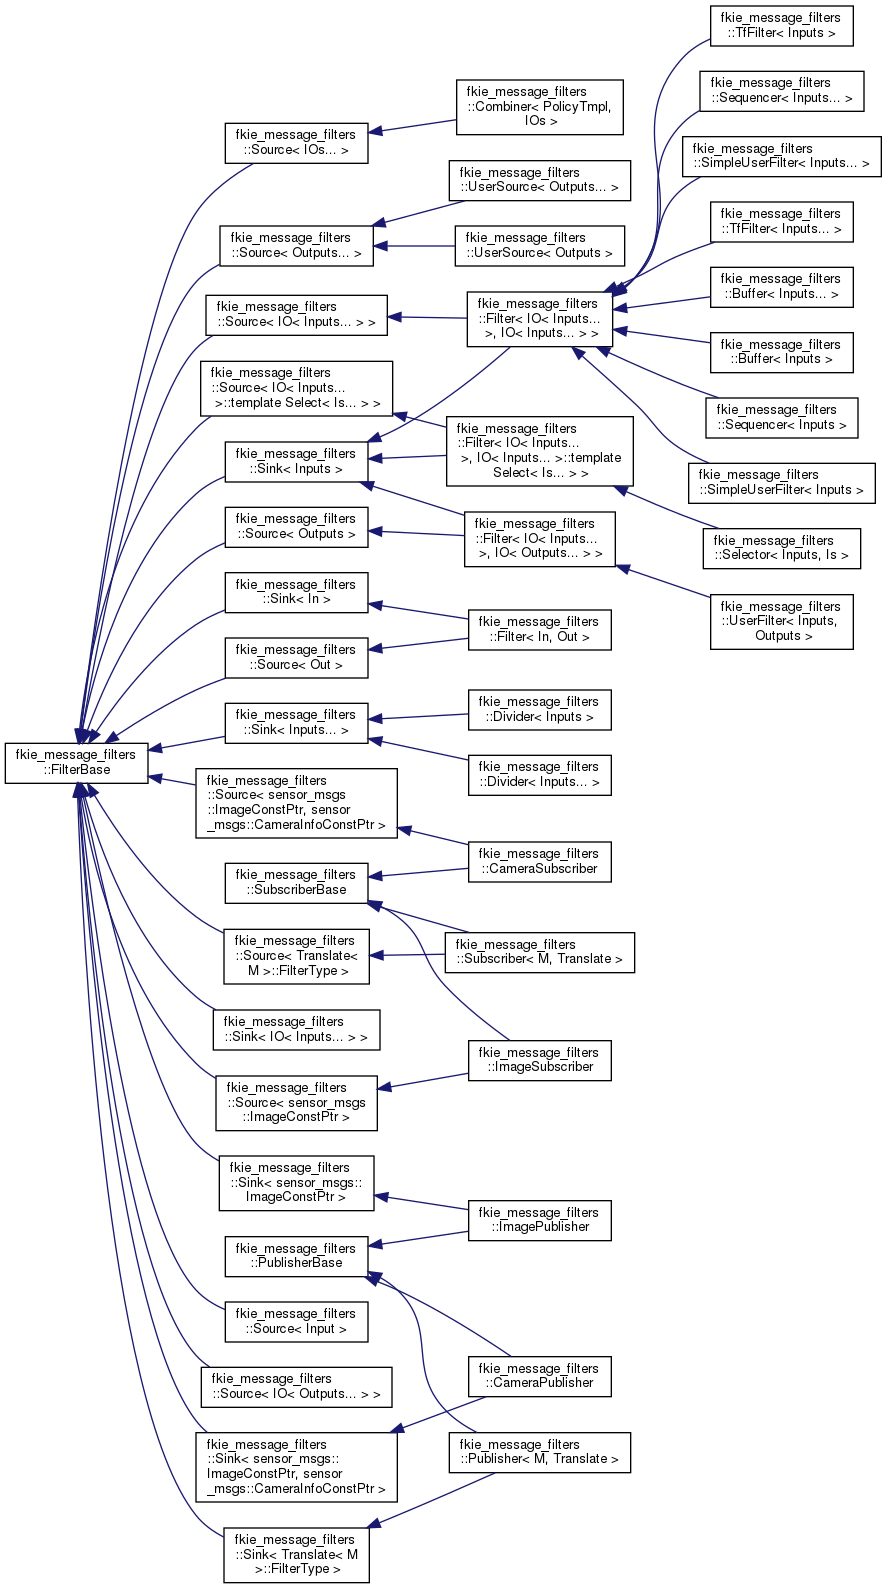 fkie_message_filters
::FilterBase
fkie_message_filters
::Source< IOs... >
fkie_message_filters
::Source< Outputs... >
fkie_message_filters
::Source< IO< Inputs... > >
fkie_message_filters
::Source< IO< Inputs...
>::template Select< Is... > >
fkie_message_filters
::Sink< Inputs >
fkie_message_filters
::Source< Outputs >
fkie_message_filters
::Sink< In >
fkie_message_filters
::Source< Out >
fkie_message_filters
::Sink< Inputs... >
fkie_message_filters
::Source< sensor_msgs
::ImageConstPtr, sensor
_msgs::CameraInfoConstPtr >
fkie_message_filters
::SubscriberBase
fkie_message_filters
::Source< Translate<
M >::FilterType >
fkie_message_filters
::Sink< IO< Inputs... > >
fkie_message_filters
::Source< sensor_msgs
::ImageConstPtr >
fkie_message_filters
::Sink< sensor_msgs::
ImageConstPtr >
fkie_message_filters
::PublisherBase
fkie_message_filters
::Source< Input >
fkie_message_filters
::Source< IO< Outputs... > >
fkie_message_filters
::Sink< sensor_msgs::
ImageConstPtr, sensor
_msgs::CameraInfoConstPtr >
fkie_message_filters
::Sink< Translate< M
>::FilterType >
fkie_message_filters
::Combiner< PolicyTmpl,
IOs >
fkie_message_filters
::UserSource< Outputs... >
fkie_message_filters
::UserSource< Outputs >
fkie_message_filters
::Filter< IO< Inputs...
>, IO< Inputs... > >
fkie_message_filters
::Filter< IO< Inputs...
>, IO< Inputs... >::template
Select< Is... > >
fkie_message_filters
::Filter< IO< Inputs...
>, IO< Outputs... > >
fkie_message_filters
::Filter< In, Out >
fkie_message_filters
::Divider< Inputs >
fkie_message_filters
::Divider< Inputs... >
fkie_message_filters
::CameraSubscriber
fkie_message_filters
::Subscriber< M, Translate >
fkie_message_filters
::ImageSubscriber
fkie_message_filters
::ImagePublisher
fkie_message_filters
::CameraPublisher
fkie_message_filters
::Publisher< M, Translate >
fkie_message_filters
::TfFilter< Inputs >
fkie_message_filters
::Sequencer< Inputs... >
fkie_message_filters
::SimpleUserFilter< Inputs... >
fkie_message_filters
::TfFilter< Inputs... >
fkie_message_filters
::Buffer< Inputs... >
fkie_message_filters
::Buffer< Inputs >
fkie_message_filters
::Sequencer< Inputs >
fkie_message_filters
::SimpleUserFilter< Inputs >
fkie_message_filters
::Selector< Inputs, Is >
fkie_message_filters
::UserFilter< Inputs,
Outputs >